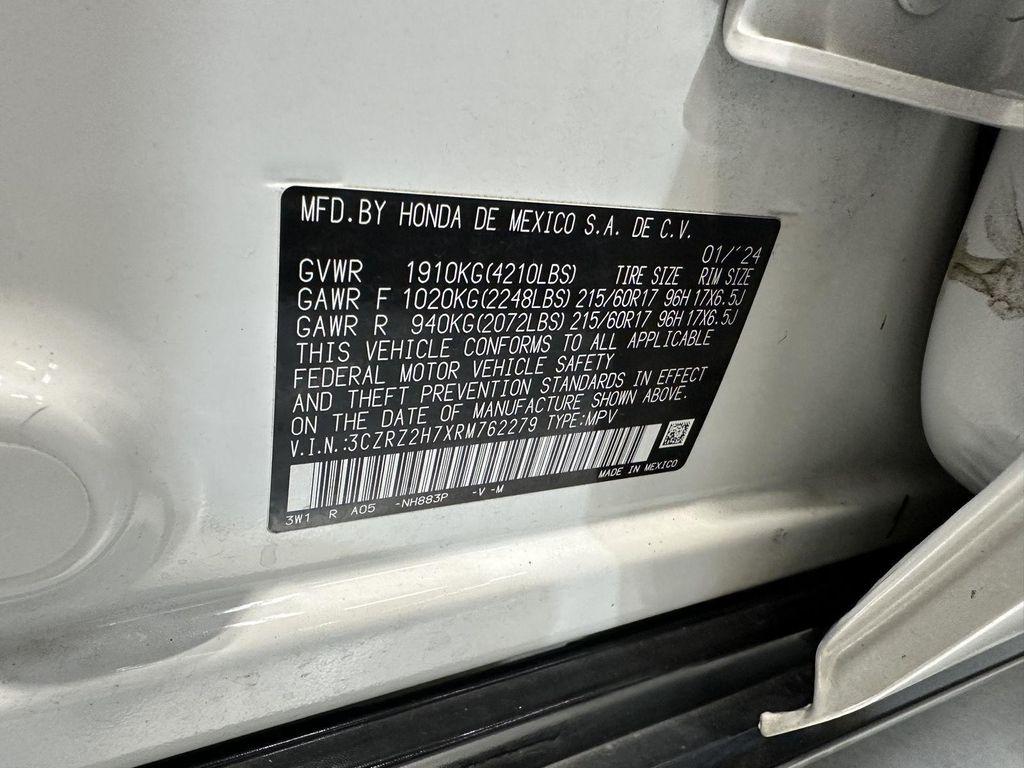 MFD.BY HONDA DE MEXICO S.A. DE C.V.
01/'24
GVWR 1910KG(4210LBS) TIRE SIZE RIM SIZE
GAWR F 1020KG(2248LBS) 215/60R17 96H 17X6.5J
GAWR R 940KG(2072LBS) 215/60R17 96H 17X6.5J
THIS VEHICLE CONFORMS TO ALL APPLICABLE
FEDERAL MOTOR VEHICLE SAFETY
AND THEFT PREVENTION STANDARDS IN EFFECT
ON THE DATE OF MANUFACTURE SHOWN ABOVE.
V.I.N.:3CZRZ2H7XRM762279 TYPE:MPV
MADE IN MEXICO
3W1 R A05 -NH883P -V -M